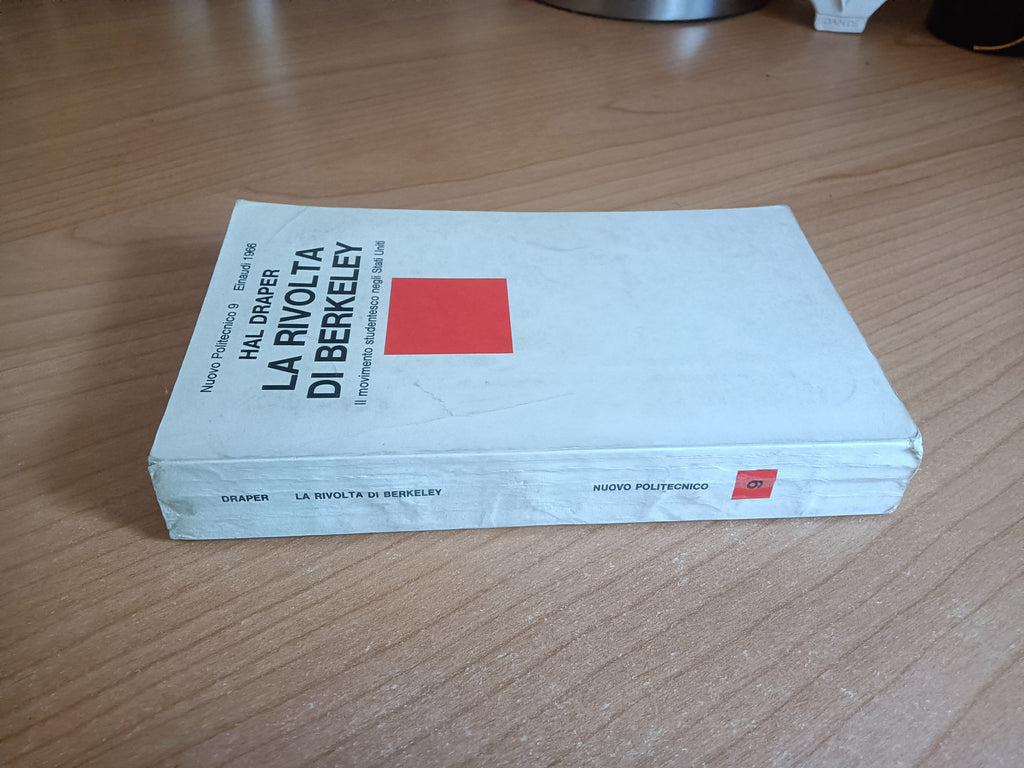 Nuovo Politecnico 9 Einaudi 1966
HAL DRAPER
LA RIVOLTA
DI BERKELEY
Il movimento studentesco negli Stati Uniti
DRAPER LA RIVOLTA DI BERKELEY NUOVO POLITECNICO 9
DANTE